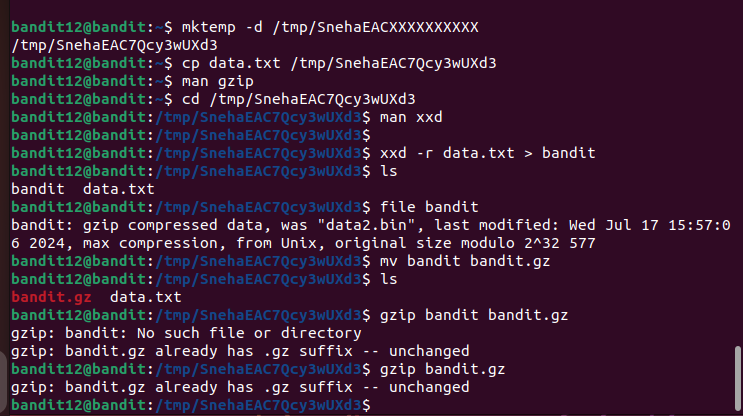 bandit12@bandit:~$ mktemp -d /tmp/SnehaEACXXXXXXXXXX
/tmp/SnehaEAC7Qcy3wUXd3
bandit12@bandit:~$ cp data.txt /tmp/SnehaEAC7Qcy3wUXd3
bandit12@bandit:~$ man gzip
bandit12@bandit:~$ cd /tmp/SnehaEAC7Qcy3wUXd3
bandit12@bandit:/tmp/SnehaEAC7Qcy3wUXd3$ man xxd
bandit12@bandit:/tmp/SnehaEAC7Qcy3wUXd3$
bandit12@bandit:/tmp/SnehaEAC7Qcy3wUXd3$ xxd -r data.txt > bandit
bandit12@bandit:/tmp/SnehaEAC7Qcy3wUXd3$ ls
bandit  data.txt
bandit12@bandit:/tmp/SnehaEAC7Qcy3wUXd3$ file bandit
bandit: gzip compressed data, was "data2.bin", last modified: Wed Jul 17 15:57:0
6 2024, max compression, from Unix, original size modulo 2^32 577
bandit12@bandit:/tmp/SnehaEAC7Qcy3wUXd3$ mv bandit bandit.gz
bandit12@bandit:/tmp/SnehaEAC7Qcy3wUXd3$ ls
bandit.gz  data.txt
bandit12@bandit:/tmp/SnehaEAC7Qcy3wUXd3$ gzip bandit bandit.gz
gzip: bandit: No such file or directory
gzip: bandit.gz already has .gz suffix -- unchanged
bandit12@bandit:/tmp/SnehaEAC7Qcy3wUXd3$ gzip bandit.gz
gzip: bandit.gz already has .gz suffix -- unchanged
bandit12@bandit:/tmp/SnehaEAC7Qcy3wUXd3$